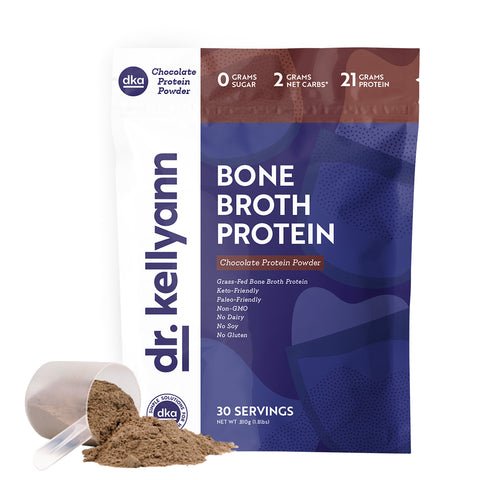 dka
Chocolate
Protein
Powder
0 GRAMS SUGAR
2 GRAMS NET CARBS*
21 GRAMS PROTEIN
dr. kellyann
BONE
BROTH
PROTEIN
Chocolate Protein Powder
Grass-Fed Bone Broth Protein
Keto-Friendly
Paleo-Friendly
Non-GMO
No Dairy
No Soy
No Gluten
30 SERVINGS
NET WT. 810g (1.8lbs)
SOLUTIONS FOR
dka